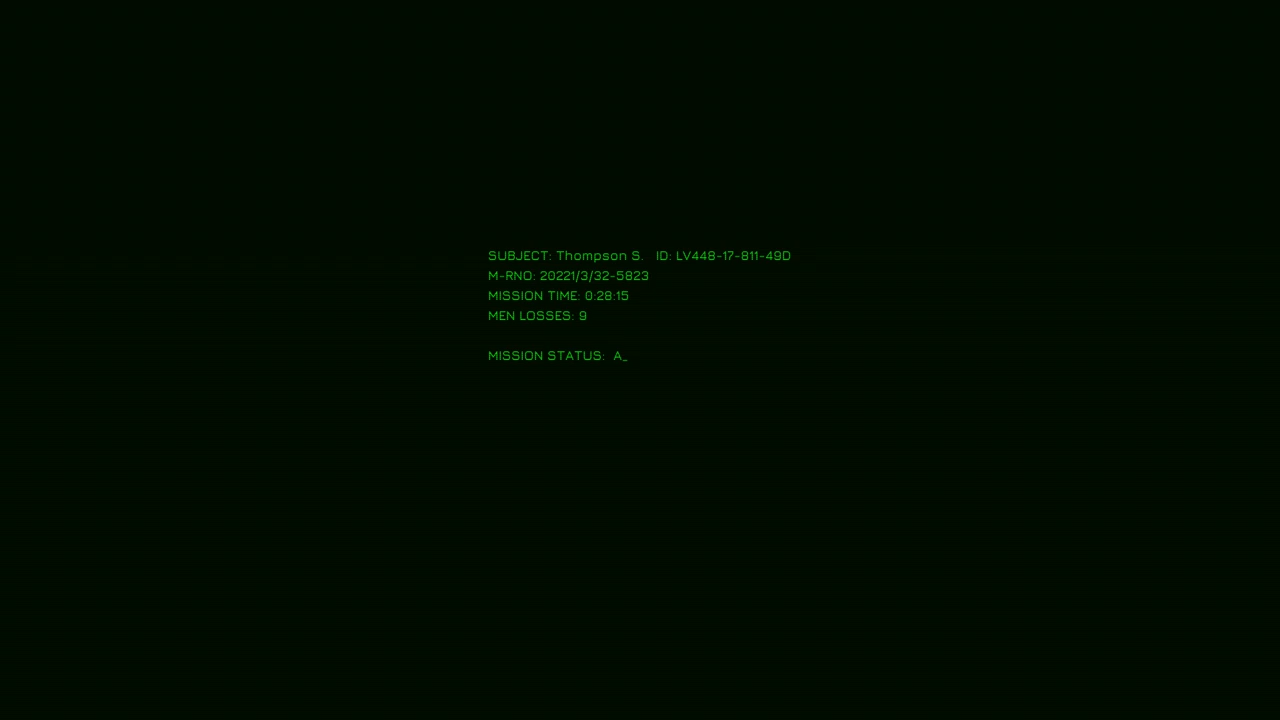 SUBJECT: Thompson S. ID: LV448-17-811-49D
M-RNO: 20221/3/32-5823
MISSION TIME: 0:28:15
MEN LOSSES: 9
MISSION STATUS: A_